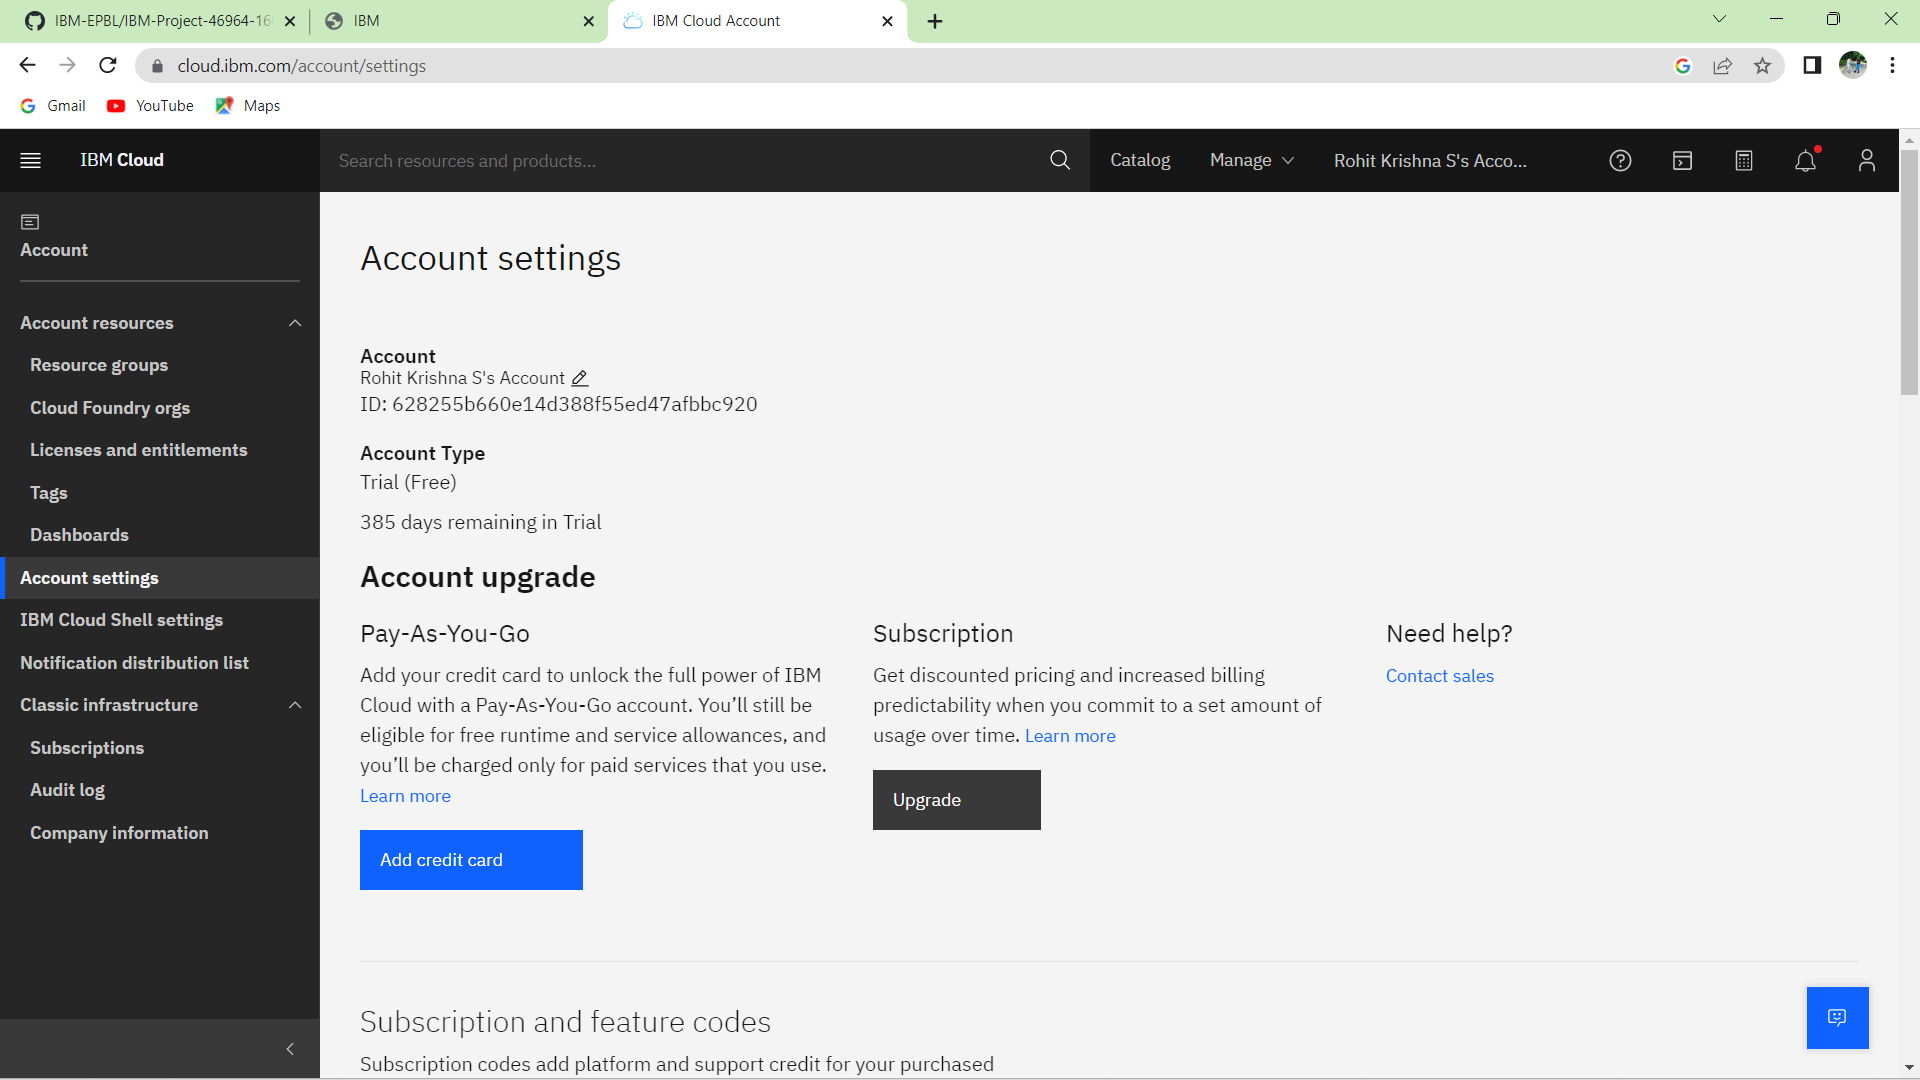 IBM-EPBL/IBM-Project-46964-16
IBM
IBM Cloud Account
cloud.ibm.com/account/settings
Gmail
YouTube
Maps
IBM Cloud
Search resources and products...
Catalog
Manage
Rohit Krishna S's Acco...
Account
Account resources
Resource groups
Cloud Foundry orgs
Licenses and entitlements
Tags
Dashboards
Account settings
IBM Cloud Shell settings
Notification distribution list
Classic infrastructure
Subscriptions
Audit log
Company information
Account settings
Account
Rohit Krishna S's Account
ID: 628255b660e14d388f55ed47afbbc920
Account Type
Trial (Free)
385 days remaining in Trial
Account upgrade
Pay-As-You-Go
Add your credit card to unlock the full power of IBM
Cloud with a Pay-As-You-Go account. You’ll still be
eligible for free runtime and service allowances, and
you’ll be charged only for paid services that you use.
Learn more
Add credit card
Subscription
Get discounted pricing and increased billing
predictability when you commit to a set amount of
usage over time. Learn more
Upgrade
Need help?
Contact sales
Subscription and feature codes
Subscription codes add platform and support credit for your purchased